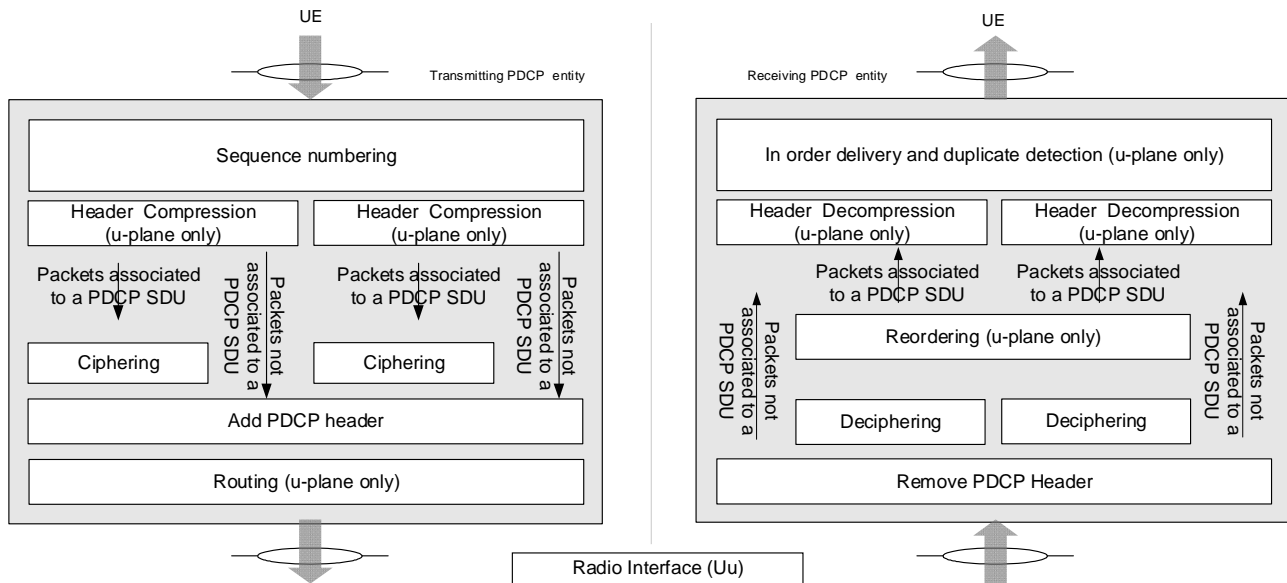 UE
Transmitting PDCP entity
Sequence numbering
Header Compression
(u-plane only)
Header Compression
(u-plane only)
Packets associated
to a PDCP SDU
Packets not
associated to a
PDCP SDU
Packets associated
to a PDCP SDU
Packets not
associated to a
PDCP SDU
Ciphering
Ciphering
Add PDCP header
Routing (u-plane only)
UE
Receiving PDCP entity
In order delivery and duplicate detection (u-plane only)
Header Decompression
(u-plane only)
Header Decompression
(u-plane only)
Packets associated
to a PDCP SDU
Packets associated
to a PDCP SDU
Packets not
associated to a
PDCP SDU
Reordering (u-plane only)
Packets not
associated to a
PDCP SDU
Deciphering
Deciphering
Remove PDCP Header
Radio Interface (Uu)